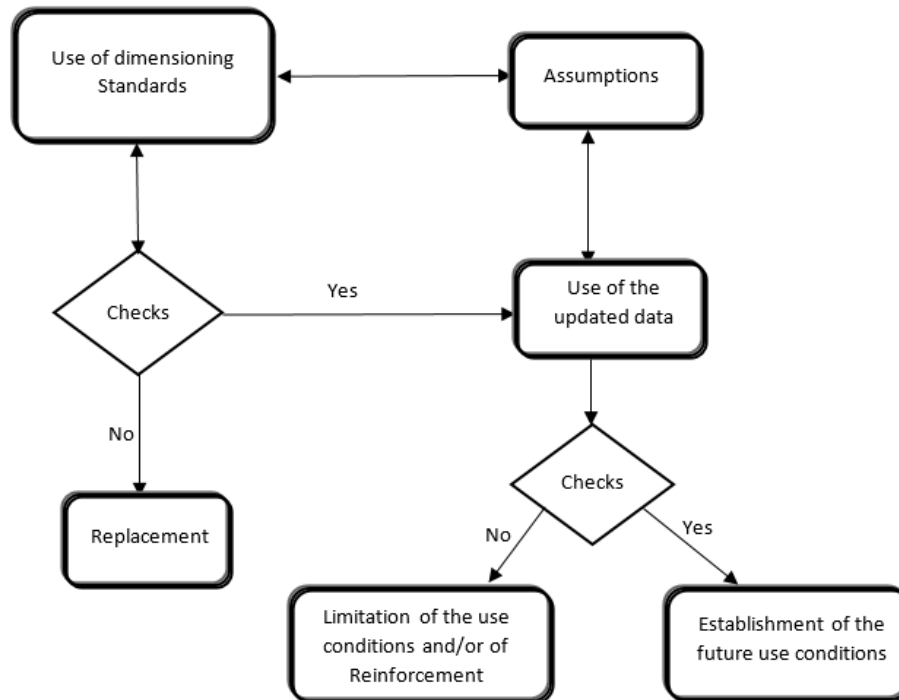 Use of dimensioning
Standards
Assumptions
Checks
Yes
Use of the
updated data
No
Replacement
Checks
No
Yes
Limitation of the use
conditions and/or of
Reinforcement
Establishment of the
future use conditions